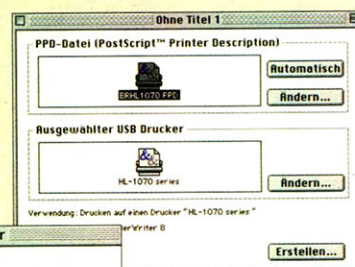 Ohne Titel 1
PPD-Datei (PostScript™ Printer Description)
BRHL1070 PPD
Automatisch
Ändern...
Ausgewählter USB Drucker
HL-1070 series
Ändern...
Verwendung: Drucken auf einen Drucker "HL-1070 series"
erWriter 8
r
Erstellen...